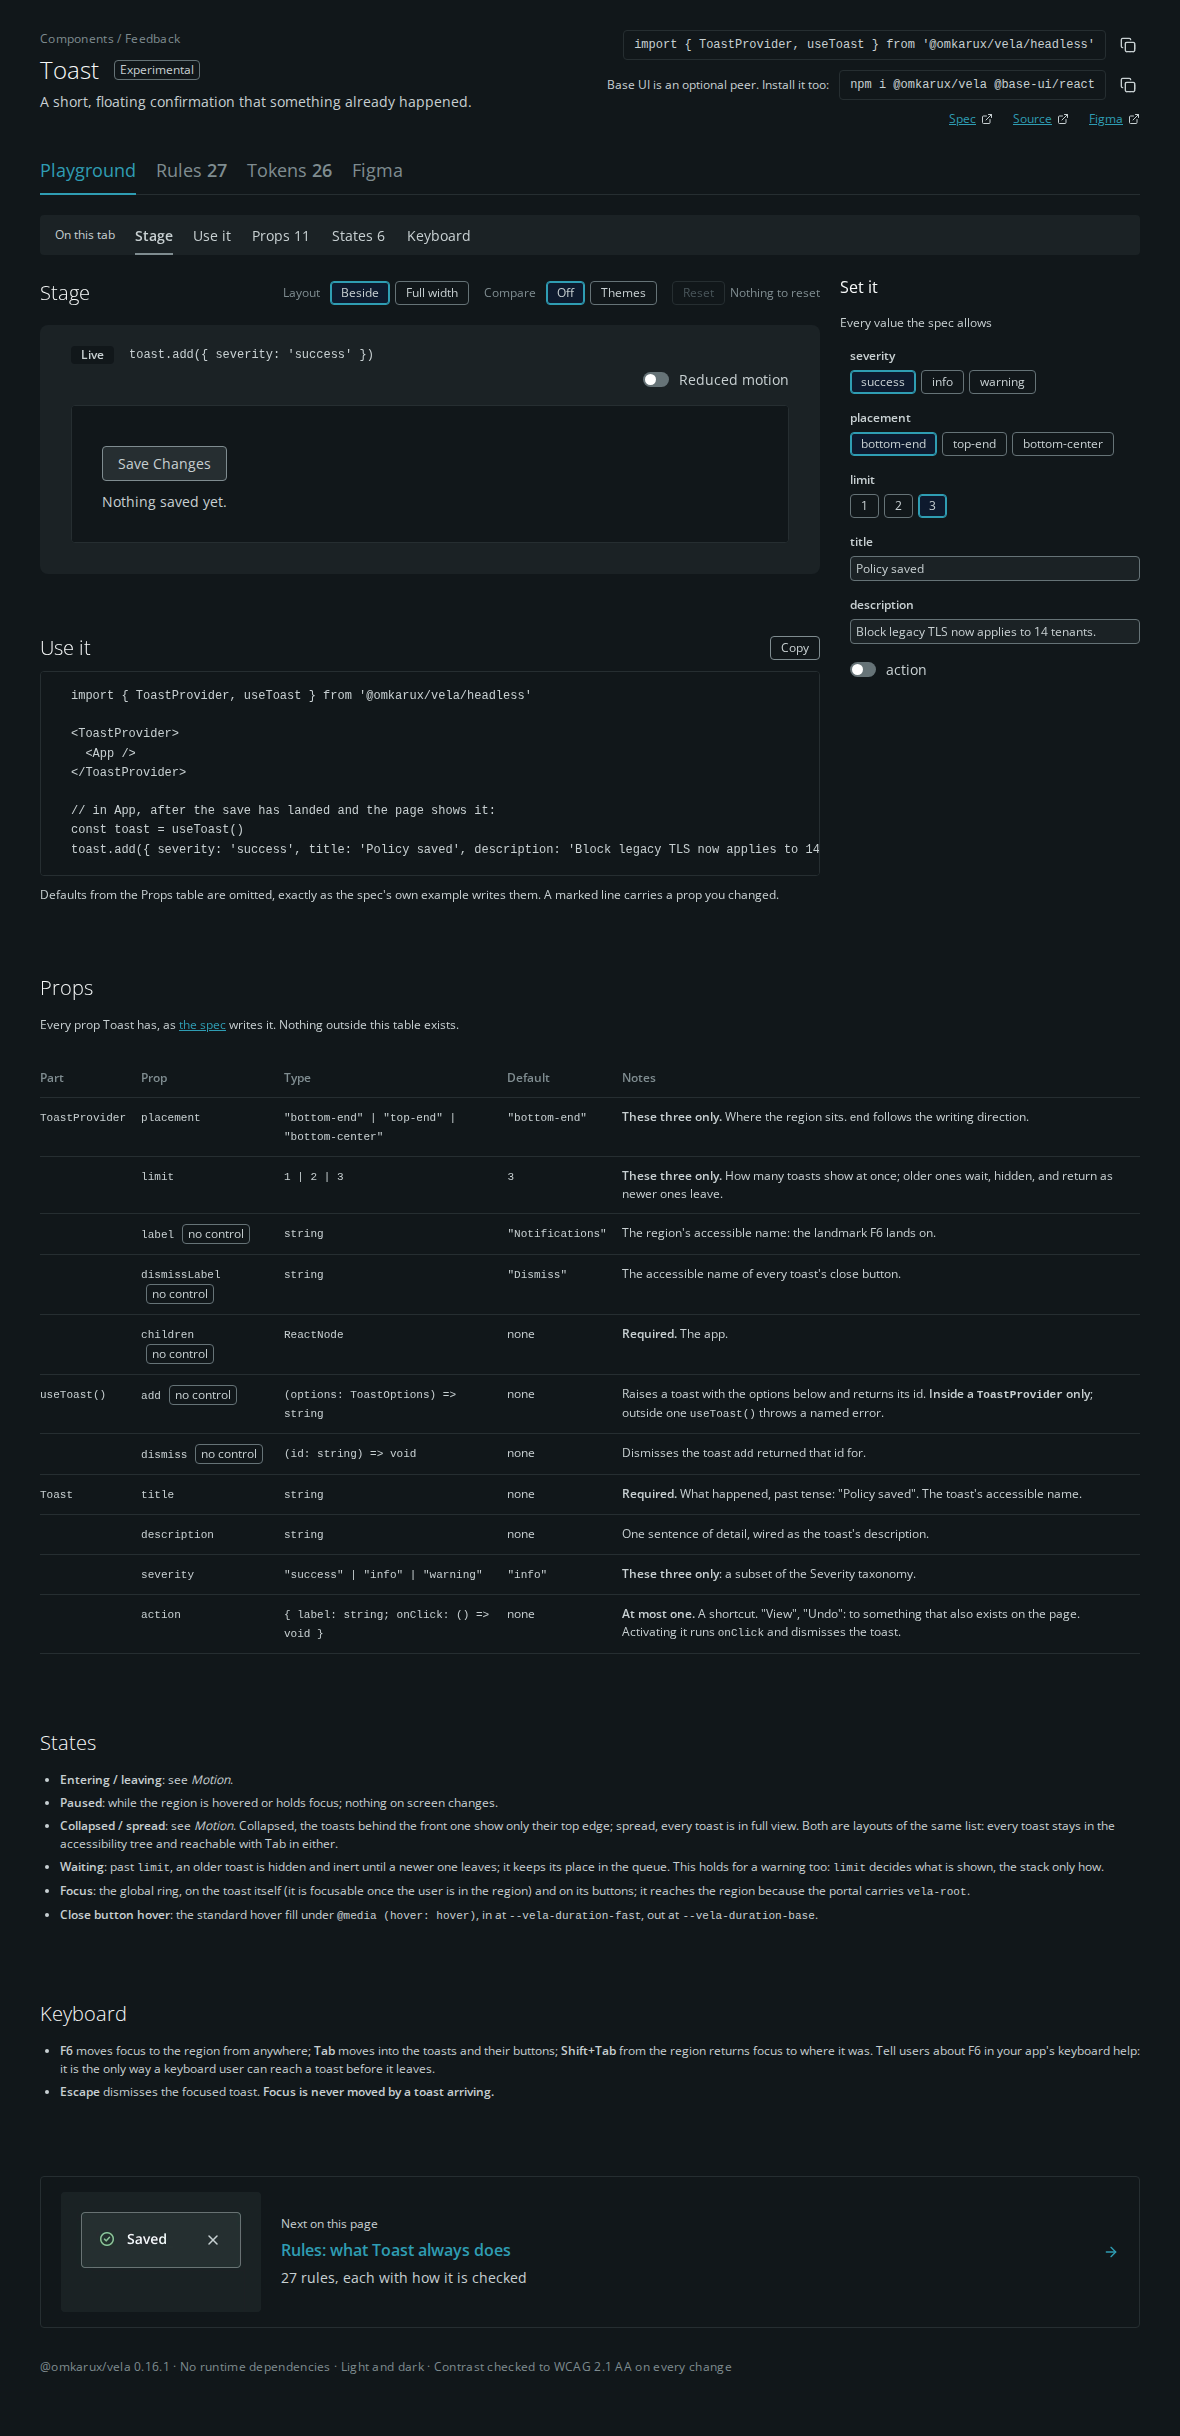 Components / Feedback
Toast Experimental
A short, floating confirmation that something already happened.
import { ToastProvider, useToast } from '@omkarux/vela/headless'
Base UI is an optional peer. Install it too: npm i @omkarux/vela @base-ui/react
Spec Source Figma
Playground Rules 27 Tokens 26 Figma
On this tab Stage Use it Props 11 States 6 Keyboard
Stage Layout Beside Full width Compare Off Themes Reset Nothing to reset
Live toast.add({ severity: 'success' })
Reduced motion
Save Changes
Nothing saved yet.
Set it
Every value the spec allows
severity
success info warning
placement
bottom-end top-end bottom-center
limit
1 2 3
title
Policy saved
description
Block legacy TLS now applies to 14 tenants.
action
Use it Copy
import { ToastProvider, useToast } from '@omkarux/vela/headless'
<ToastProvider>
<App />
</ToastProvider>
// in App, after the save has landed and the page shows it:
const toast = useToast()
toast.add({ severity: 'success', title: 'Policy saved', description: 'Block legacy TLS now applies to 14
Defaults from the Props table are omitted, exactly as the spec's own example writes them. A marked line carries a prop you changed.
Props
Every prop Toast has, as the spec writes it. Nothing outside this table exists.
Part Prop Type Default Notes
ToastProvider placement "bottom-end" | "top-end" | "bottom-end" These three only. Where the region sits. end follows the writing direction.
"bottom-center"
limit 1 | 2 | 3 3 These three only. How many toasts show at once; older ones wait, hidden, and return as
newer ones leave.
label no control string "Notifications" The region's accessible name: the landmark F6 lands on.
dismissLabel string "Dismiss" The accessible name of every toast's close button.
no control
children ReactNode none Required. The app.
no control
useToast() add no control (options: ToastOptions) => none Raises a toast with the options below and returns its id. Inside a ToastProvider only;
string outside one useToast() throws a named error.
dismiss no control (id: string) => void none Dismisses the toast add returned that id for.
Toast title string none Required. What happened, past tense: "Policy saved". The toast's accessible name.
description string none One sentence of detail, wired as the toast's description.
severity "success" | "info" | "warning" "info" These three only: a subset of the Severity taxonomy.
action { label: string; onClick: () => none At most one. A shortcut. "View", "Undo": to something that also exists on the page.
void } Activating it runs onClick and dismisses the toast.
States
• Entering / leaving: see Motion.
• Paused: while the region is hovered or holds focus; nothing on screen changes.
• Collapsed / spread: see Motion. Collapsed, the toasts behind the front one show only their top edge; spread, every toast is in full view. Both are layouts of the same list: every toast stays in the
accessibility tree and reachable with Tab in either.
• Waiting: past limit, an older toast is hidden and inert until a newer one leaves; it keeps its place in the queue. This holds for a warning too: limit decides what is shown, the stack only how.
• Focus: the global ring, on the toast itself (it is focusable once the user is in the region) and on its buttons; it reaches the region because the portal carries vela-root.
• Close button hover: the standard hover fill under @media (hover: hover), in at --vela-duration-fast, out at --vela-duration-base.
Keyboard
• F6 moves focus to the region from anywhere; Tab moves into the toasts and their buttons; Shift+Tab from the region returns focus to where it was. Tell users about F6 in your app's keyboard help:
it is the only way a keyboard user can reach a toast before it leaves.
• Escape dismisses the focused toast. Focus is never moved by a toast arriving.
Saved
Next on this page
Rules: what Toast always does
27 rules, each with how it is checked
@omkarux/vela 0.16.1 · No runtime dependencies · Light and dark · Contrast checked to WCAG 2.1 AA on every change